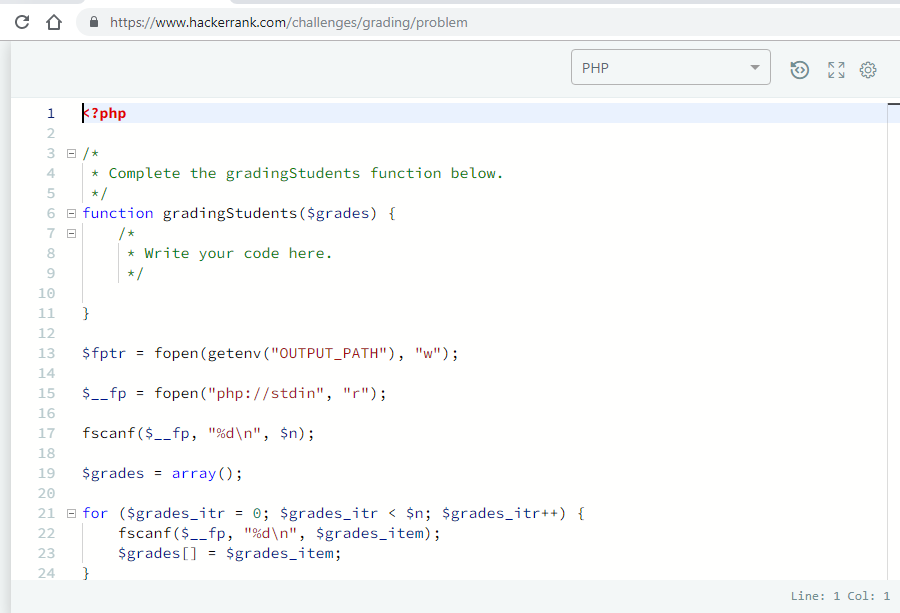 https://www.hackerrank.com/challenges/grading/problem
PHP
1 <?php
2
3 /*
4 * Complete the gradingStudents function below.
5 */
6 function gradingStudents($grades) {
7 /*
8 * Write your code here.
9 */
10
11 }
12
13 $fptr = fopen(getenv("OUTPUT_PATH"), "w");
14
15 $__fp = fopen("php://stdin", "r");
16
17 fscanf($__fp, "%d\n", $n);
18
19 $grades = array();
20
21 for ($grades_itr = 0; $grades_itr < $n; $grades_itr++) {
22 fscanf($__fp, "%d\n", $grades_item);
23 $grades[] = $grades_item;
24 }
Line: 1 Col: 1